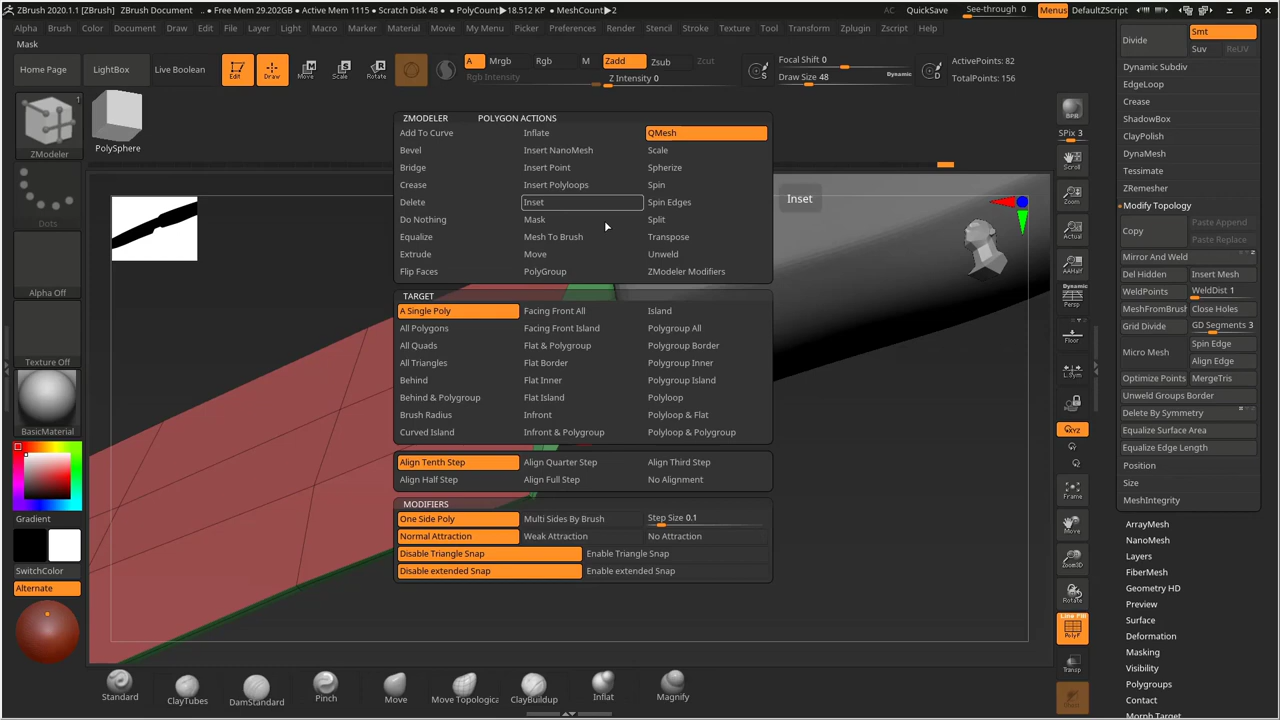 ZBrush 2020.1.1 [ZBrush] ZBrush Document .. ● Free Mem 29.202GB ● Active Mem 1115 ● Scratch Disk 48 ● PolyCount▶18.512 KP ● MeshCount▶2 AC QuickSave See-through 0 Menus DefaultZScript
Alpha Brush Color Document Draw Edit File Layer Light Macro Marker Material Movie My Menu Picker Preferences Render Stencil Stroke Texture Tool Transform Zplugin Zscript Help
Mask
Home Page LightBox Live Boolean Edit Draw Move Scale Rotate A Mrgb Rgb M Zadd Zsub Zcut Focal Shift 0 ActivePoints: 82
Rgb Intensity Z Intensity 0 S Draw Size 48 Dynamic D TotalPoints: 156
1
ZModeler
PolySphere
Dots
Alpha Off
Texture Off
BasicMaterial
Gradient
SwitchColor
Alternate
ZMODELER POLYGON ACTIONS
Add To Curve Inflate QMesh
Bevel Insert NanoMesh Scale
Bridge Insert Point Spherize
Crease Insert Polyloops Spin
Delete Inset Spin Edges
Do Nothing Mask Split
Equalize Mesh To Brush Transpose
Extrude Move Unweld
Flip Faces PolyGroup ZModeler Modifiers
Inset
TARGET
A Single Poly Facing Front All Island
All Polygons Facing Front Island Polygroup All
All Quads Flat & Polygroup Polygroup Border
All Triangles Flat Border Polygroup Inner
Behind Flat Inner Polygroup Island
Behind & Polygroup Flat Island Polyloop
Brush Radius Infront Polyloop & Flat
Curved Island Infront & Polygroup Polyloop & Polygroup
Align Tenth Step Align Quarter Step Align Third Step
Align Half Step Align Full Step No Alignment
MODIFIERS
One Side Poly Multi Sides By Brush Step Size 0.1
Normal Attraction Weak Attraction No Attraction
Disable Triangle Snap Enable Triangle Snap
Disable extended Snap Enable extended Snap
BPR
SPix 3
Scroll
Zoom
Actual
AAHalf
Dynamic
Persp
Floor
L.Sym
XYZ
Frame
Move
Zoom3D
Rotate
Line Fill
PolyF
Transp
Divide Smt
Suv ReUV
Dynamic Subdiv
EdgeLoop
Crease
ShadowBox
ClayPolish
DynaMesh
Tessimate
ZRemesher
Modify Topology
Copy Paste Append
Paste Replace
Mirror And Weld
Del Hidden Insert Mesh
WeldPoints WeldDist 1
MeshFromBrush Close Holes
Grid Divide GD Segments 3
Micro Mesh Spin Edge
Align Edge
Optimize Points MergeTris
Unweld Groups Border
Delete By Symmetry
Equalize Surface Area
Equalize Edge Length
Position
Size
MeshIntegrity
ArrayMesh
NanoMesh
Layers
FiberMesh
Geometry HD
Preview
Surface
Deformation
Masking
Visibility
Polygroups
Morph Target
Standard ClayTubes DamStandard Pinch Move Move Topologica ClayBuildup Inflat Magnify